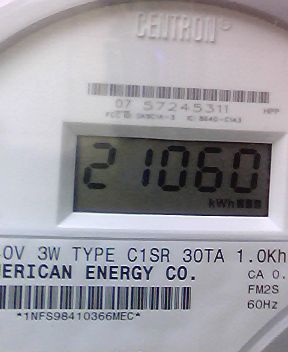 CENTRON®
07 57245311 HPP
21060
kWh
0V 3W TYPE C1SR 30TA 1.0Kh
ERICAN ENERGY CO.
CA 0.
FM2S
60Hz
*1NFS98410366MEC*